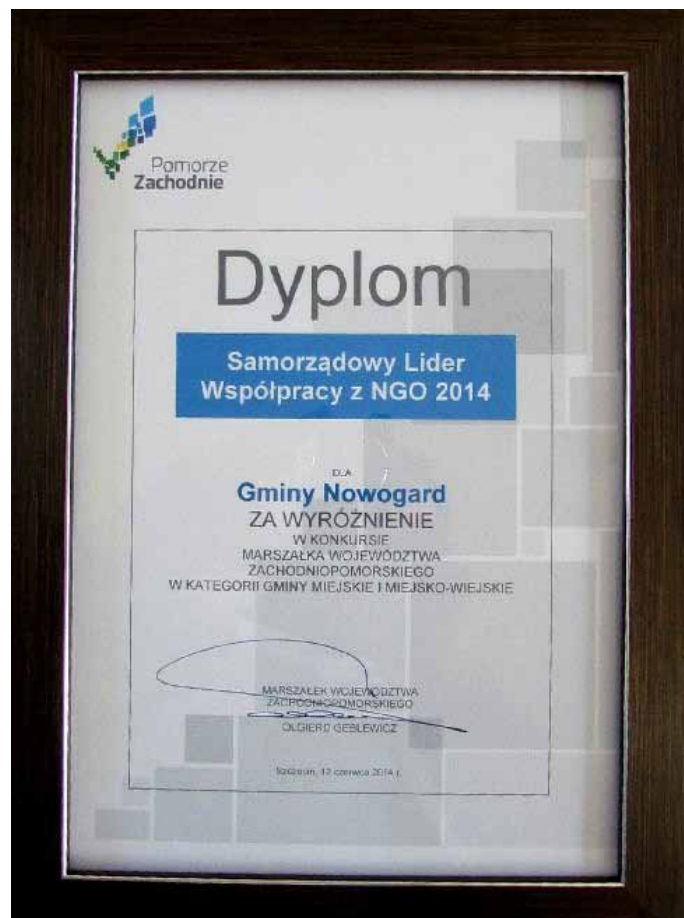 Pomorze
Zachodnie
Dyplom
Samorządowy Lider
Współpracy z NGO 2014
DLA
Gminy Nowogard
ZA WYRÓŻNIENIE
W KONKURSIE
MARSZAŁKA WOJEWÓDZTWA
ZACHODNIOPOMORSKIEGO
W KATEGORII GMINY MIEJSKIE I MIEJSKO-WIEJSKIE
MARSZAŁEK WOJEWÓDZTWA
ZACHODNIOPOMORSKIEGO
OLGIERD GEBLEWICZ
Szczecin, 12 czerwca 2014 r.